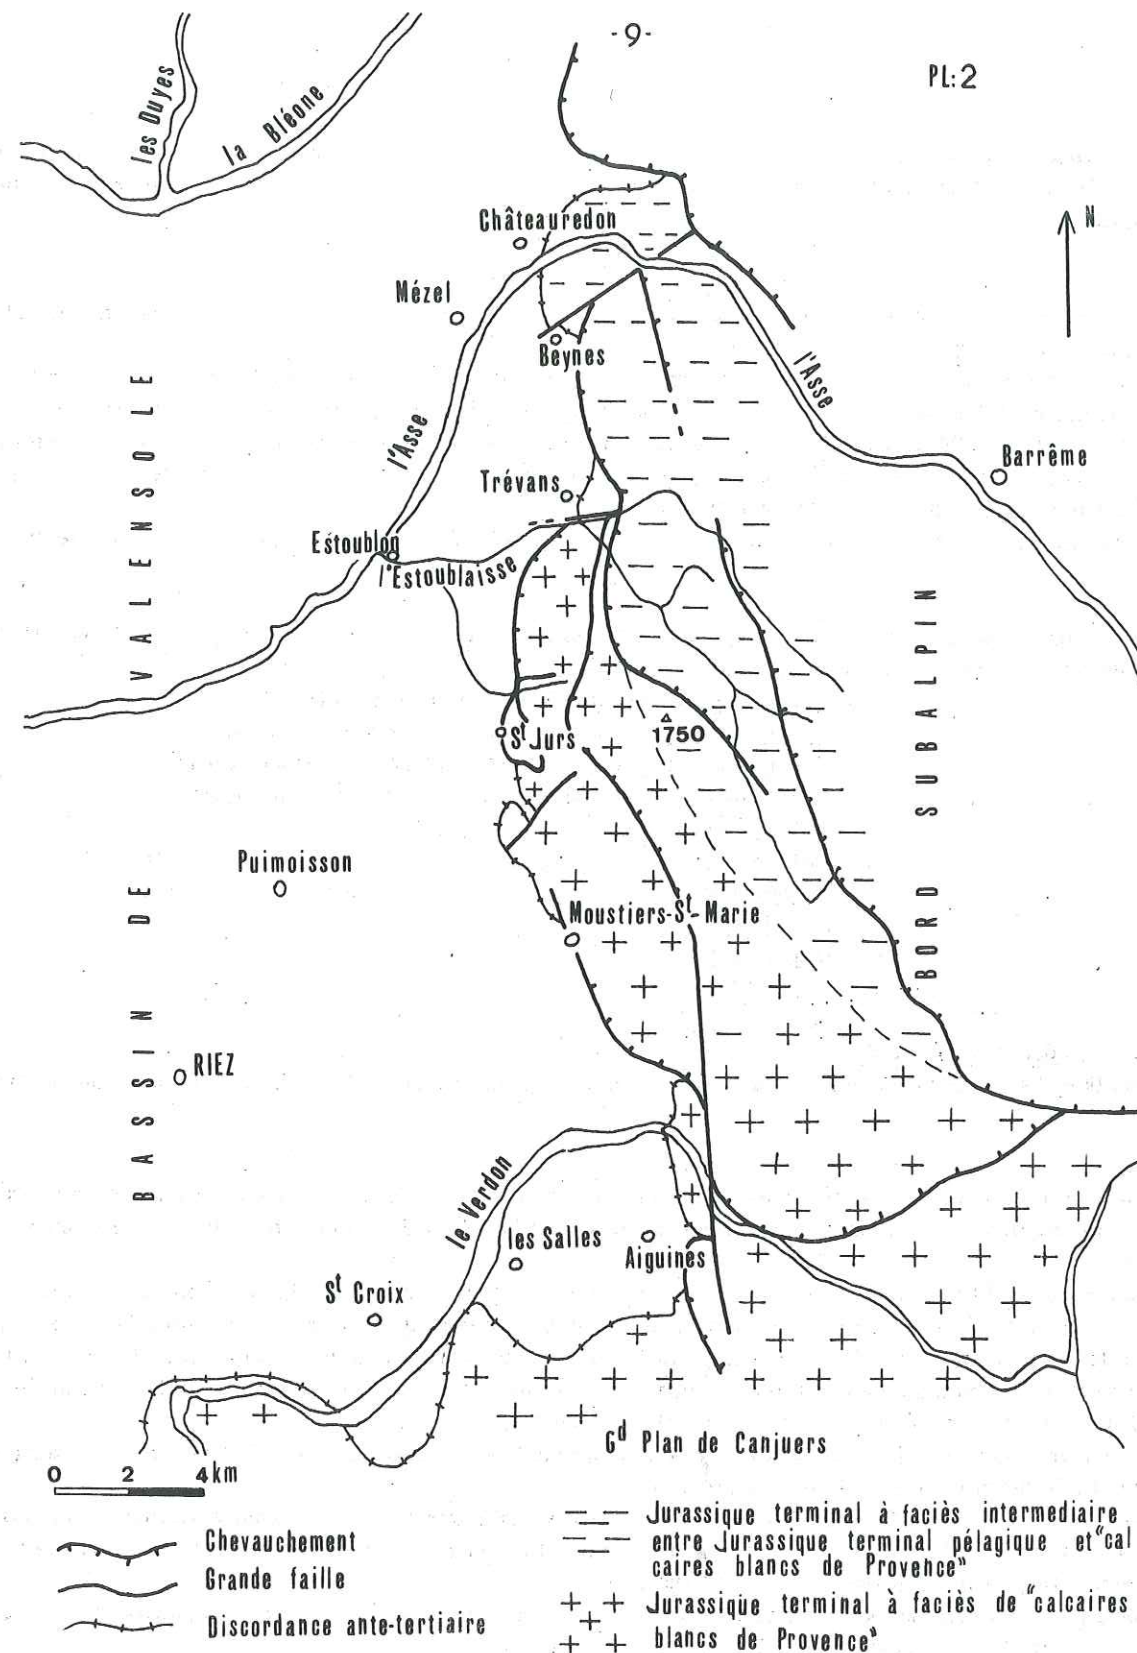 -9-
PL:2
les Duyes
la Bléone
N
Châteauredon
Mézel
Beynes
l'Asse
l'Asse
Barrême
Trévans
Estoublon
l'Estoublaisse
BASSIN DE VALENSOLE
BORD SUBALPIN
St Jurs
1750
Puimoisson
Moustiers-St-Marie
RIEZ
le Verdon
les Salles
Aiguines
St Croix
Gd Plan de Canjuers
0 2 4km
Chevauchement
Grande faille
Discordance ante-tertiaire
Jurassique terminal à faciès intermediaire
entre Jurassique terminal pélagique et "cal
caires blancs de Provence"
Jurassique terminal à faciès de "calcaires
blancs de Provence"